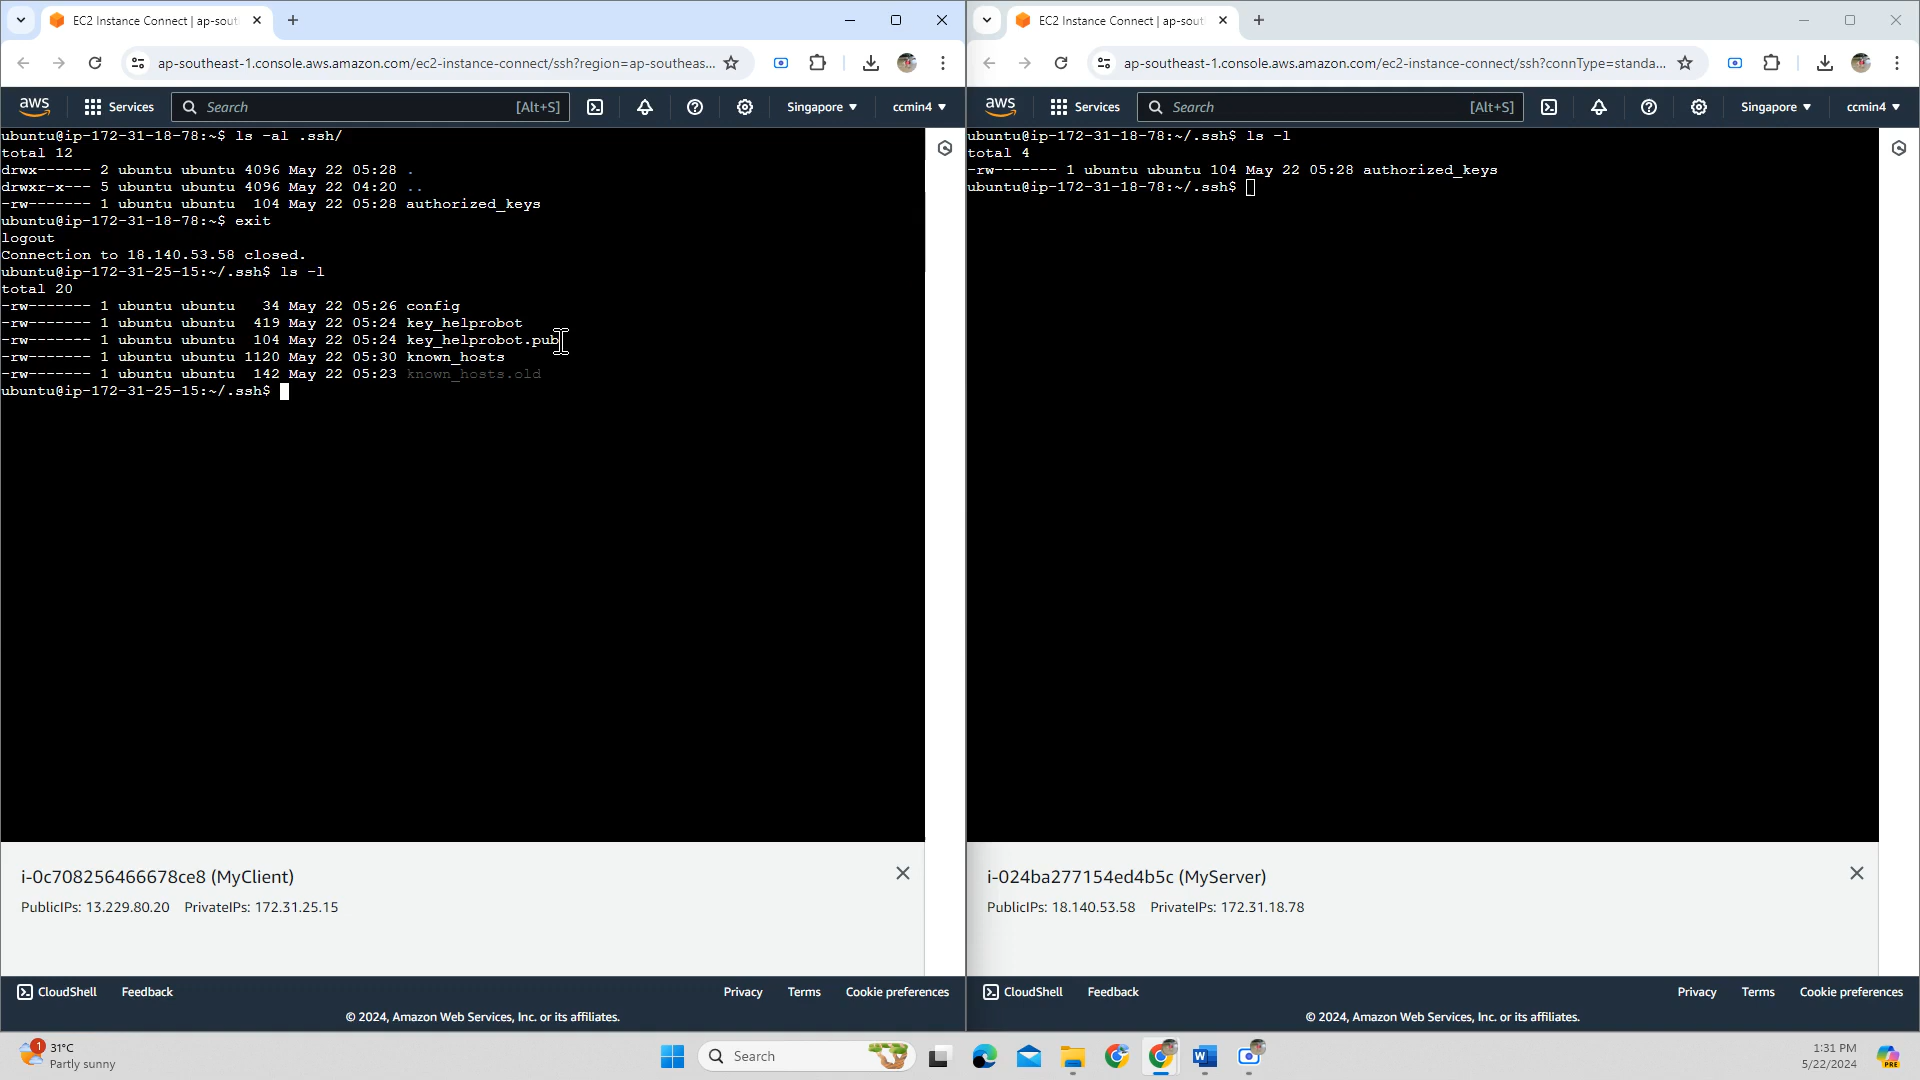 EC2 Instance Connect | ap-sout
ap-southeast-1.console.aws.amazon.com/ec2-instance-connect/ssh?region=ap-southeas...
aws
Services
Search
[Alt+S]
Singapore
ccmin4
ubuntu@ip-172-31-18-78:~$ ls -al .ssh/
total 12
drwx------ 2 ubuntu ubuntu 4096 May 22 05:28 .
drwxr-x--- 5 ubuntu ubuntu 4096 May 22 04:20 ..
-rw------- 1 ubuntu ubuntu  104 May 22 05:28 authorized_keys
ubuntu@ip-172-31-18-78:~$ exit
logout
Connection to 18.140.53.58 closed.
ubuntu@ip-172-31-25-15:~/.ssh$ ls -l
total 20
-rw------- 1 ubuntu ubuntu   34 May 22 05:26 config
-rw------- 1 ubuntu ubuntu  419 May 22 05:24 key_helprobot
-rw------- 1 ubuntu ubuntu  104 May 22 05:24 key_helprobot.pub
-rw------- 1 ubuntu ubuntu 1120 May 22 05:30 known_hosts
-rw------- 1 ubuntu ubuntu  142 May 22 05:23 known_hosts.old
ubuntu@ip-172-31-25-15:~/.ssh$
i-0c708256466678ce8 (MyClient)
PublicIPs: 13.229.80.20 PrivateIPs: 172.31.25.15
CloudShell
Feedback
Privacy
Terms
Cookie preferences
© 2024, Amazon Web Services, Inc. or its affiliates.
EC2 Instance Connect | ap-sout
ap-southeast-1.console.aws.amazon.com/ec2-instance-connect/ssh?connType=standa...
aws
Services
Search
[Alt+S]
Singapore
ccmin4
ubuntu@ip-172-31-18-78:~/.ssh$ ls -l
total 4
-rw------- 1 ubuntu ubuntu 104 May 22 05:28 authorized_keys
ubuntu@ip-172-31-18-78:~/.ssh$
i-024ba277154ed4b5c (MyServer)
PublicIPs: 18.140.53.58 PrivateIPs: 172.31.18.78
CloudShell
Feedback
Privacy
Terms
Cookie preferences
© 2024, Amazon Web Services, Inc. or its affiliates.
1
31°C
Partly sunny
Search
W
PRE
1:31 PM
5/22/2024